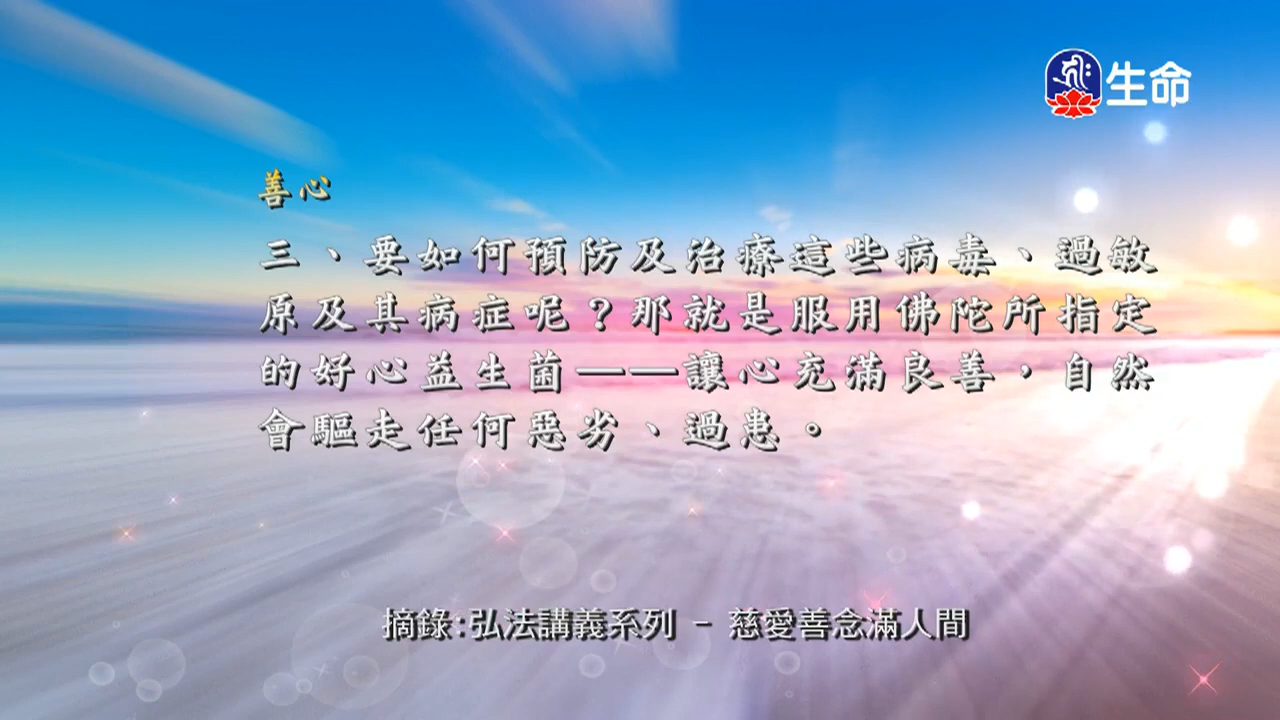 生命
善心
三、要如何預防及治療這些病毒、過敏
原及其病症呢？那就是服用佛陀所指定
的好心益生菌——讓心充滿良善，自然
會驅走任何惡劣、過患。
摘錄:弘法講義系列 - 慈愛善念滿人間